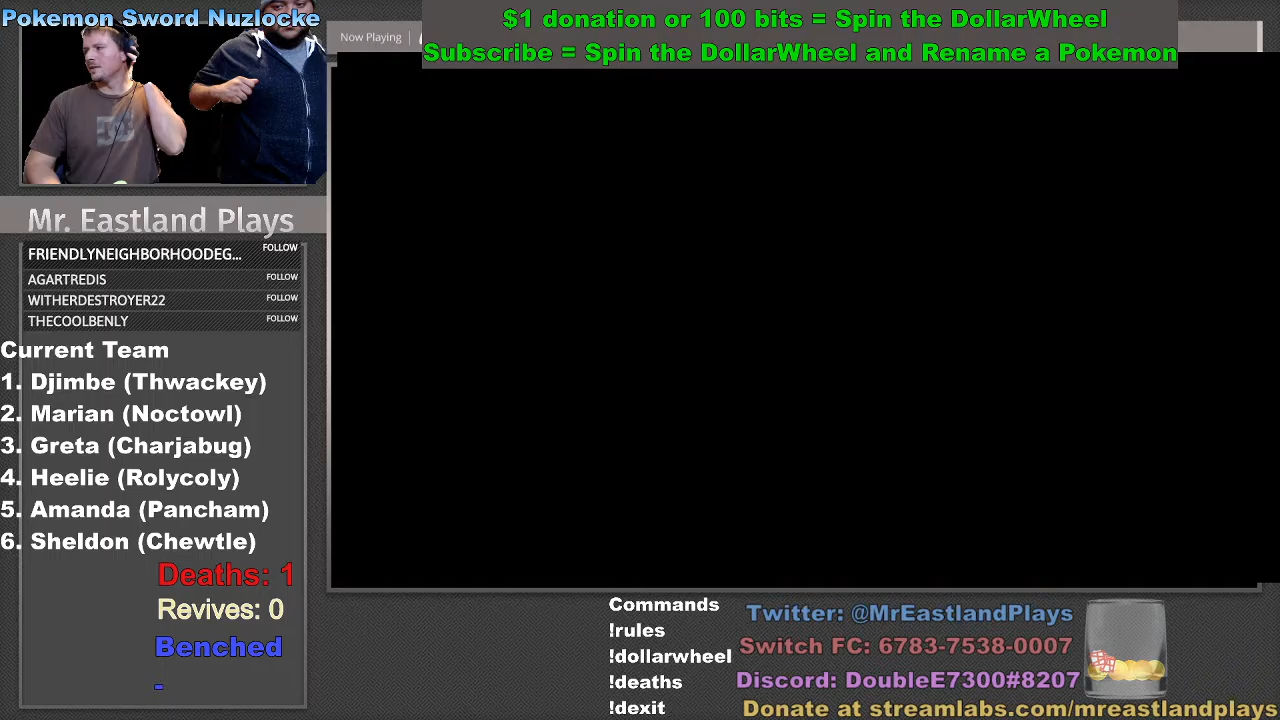 Pokemon Sword Nuzlocke
$1 donation or 100 bits = Spin the DollarWheel
Subscribe = Spin the DollarWheel and Rename a Pokemon
Now Playing
DC
Mr. Eastland Plays
FRIENDLYNEIGHBORHOODEG... FOLLOW
AGARTREDIS FOLLOW
WITHERDESTROYER22 FOLLOW
THECOOLBENLY FOLLOW
Current Team
1. Djimbe (Thwackey)
2. Marian (Noctowl)
3. Greta (Charjabug)
4. Heelie (Rolycoly)
5. Amanda (Pancham)
6. Sheldon (Chewtle)
Deaths: 1
Revives: 0
Benched
-
Commands
!rules
!dollarwheel
!deaths
!dexit
Twitter: @MrEastlandPlays
Switch FC: 6783-7538-0007
Discord: DoubleE7300#8207
Donate at streamlabs.com/mreastlandplays